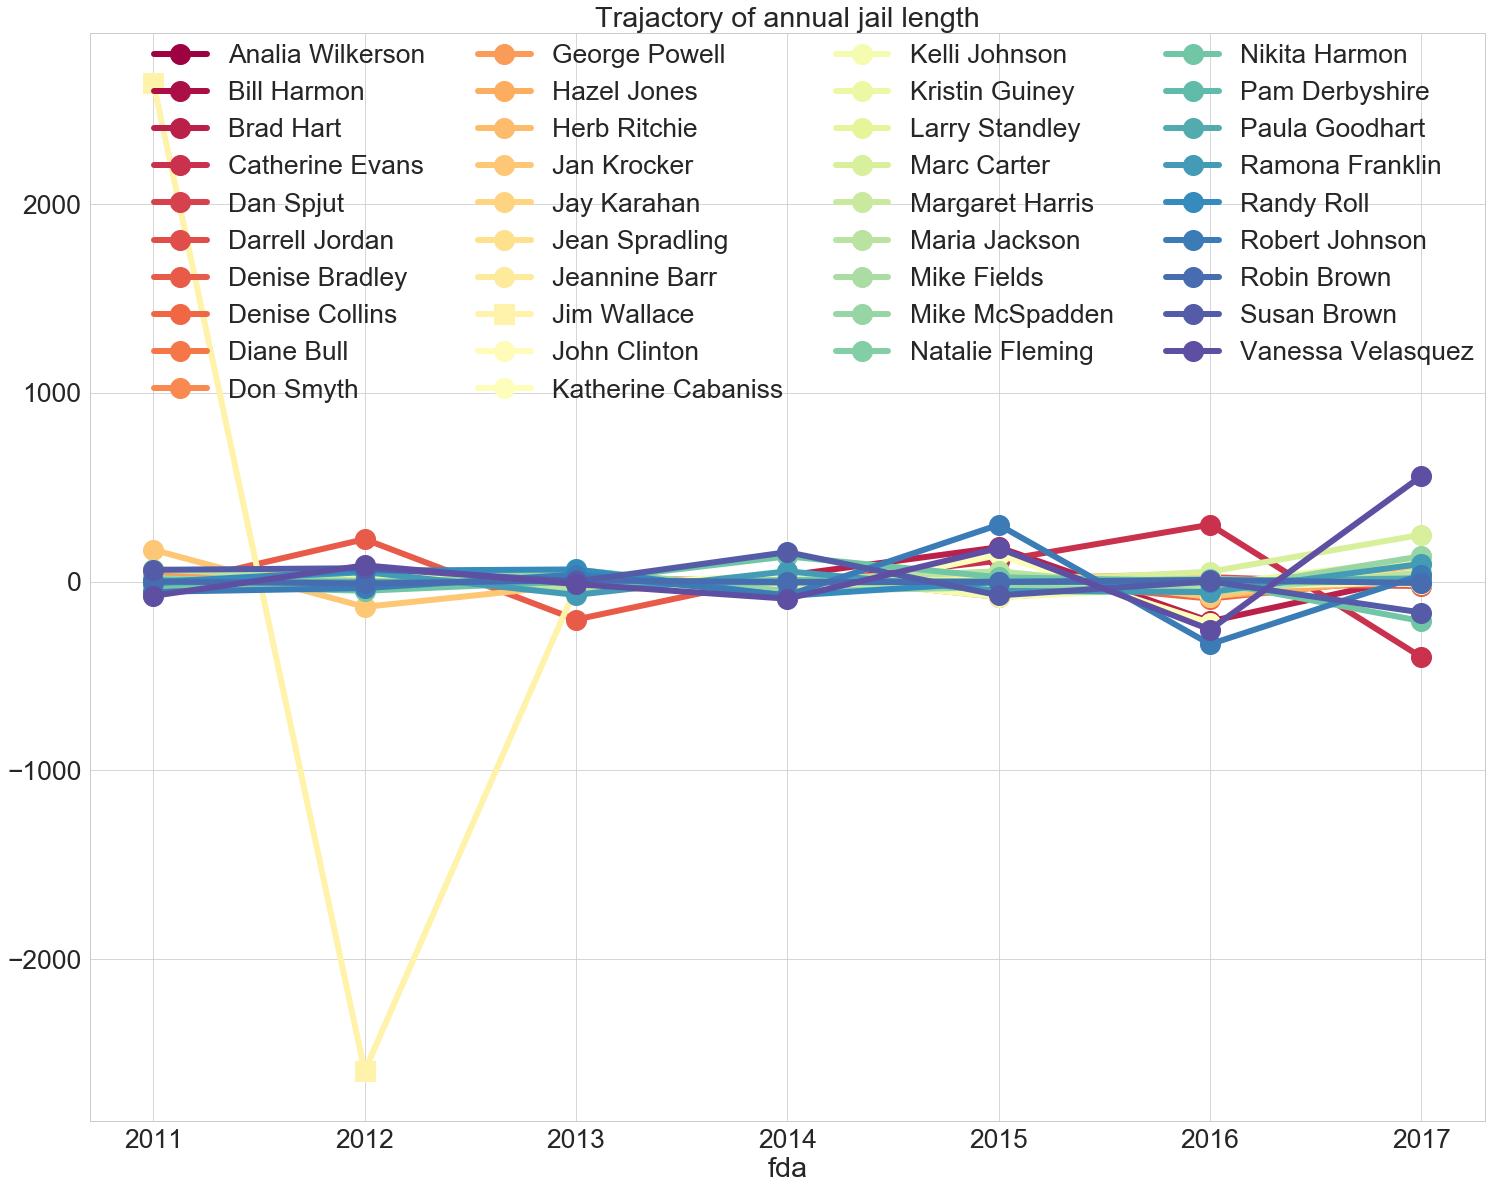 Trajactory of annual jail length
Analia Wilkerson
Bill Harmon
Brad Hart
Catherine Evans
Dan Spjut
Darrell Jordan
Denise Bradley
Denise Collins
Diane Bull
Don Smyth
George Powell
Hazel Jones
Herb Ritchie
Jan Krocker
Jay Karahan
Jean Spradling
Jeannine Barr
Jim Wallace
John Clinton
Katherine Cabaniss
Kelli Johnson
Kristin Guiney
Larry Standley
Marc Carter
Margaret Harris
Maria Jackson
Mike Fields
Mike McSpadden
Natalie Fleming
Nikita Harmon
Pam Derbyshire
Paula Goodhart
Ramona Franklin
Randy Roll
Robert Johnson
Robin Brown
Susan Brown
Vanessa Velasquez
2000
1000
0
−1000
−2000
2011 2012 2013 2014 2015 2016 2017
fda